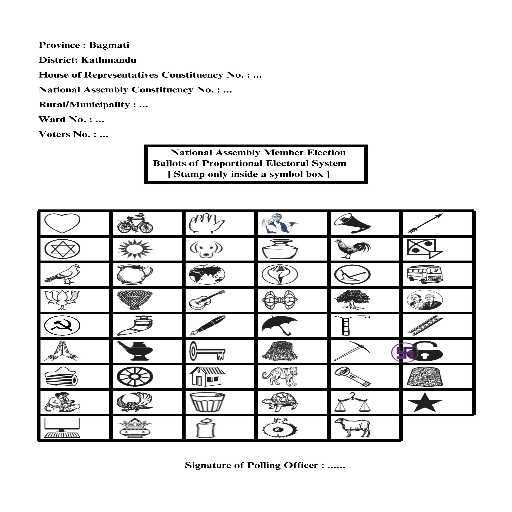 Province : Bagmati
District: Kathmandu
House of Representatives Constituency No. : ...
National Assembly Constituency No. : ...
Rural/Municipality : ...
Ward No. : ...
Voters No. : ...
National Assembly Member Election
Ballots of Proportional Electoral System
[ Stamp only inside a symbol box ]
Signature of Polling Officer : ......